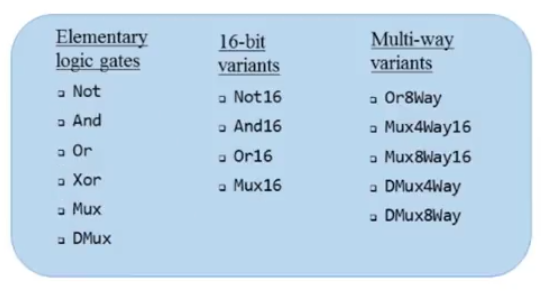 Elementary
logic gates
Not
And
Or
Xor
Mux
DMux
16-bit
variants
Not16
And16
Or16
Mux16
Multi-way
variants
Or8Way
Mux4Way16
Mux8Way16
DMux4Way
DMux8Way